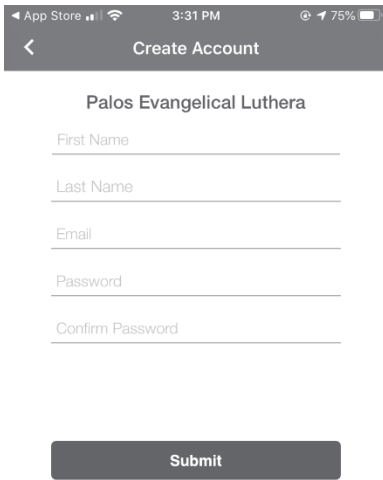 App Store 3:31 PM 75%
Create Account
Palos Evangelical Luthera
First Name
Last Name
Email
Password
Confirm Password
Submit